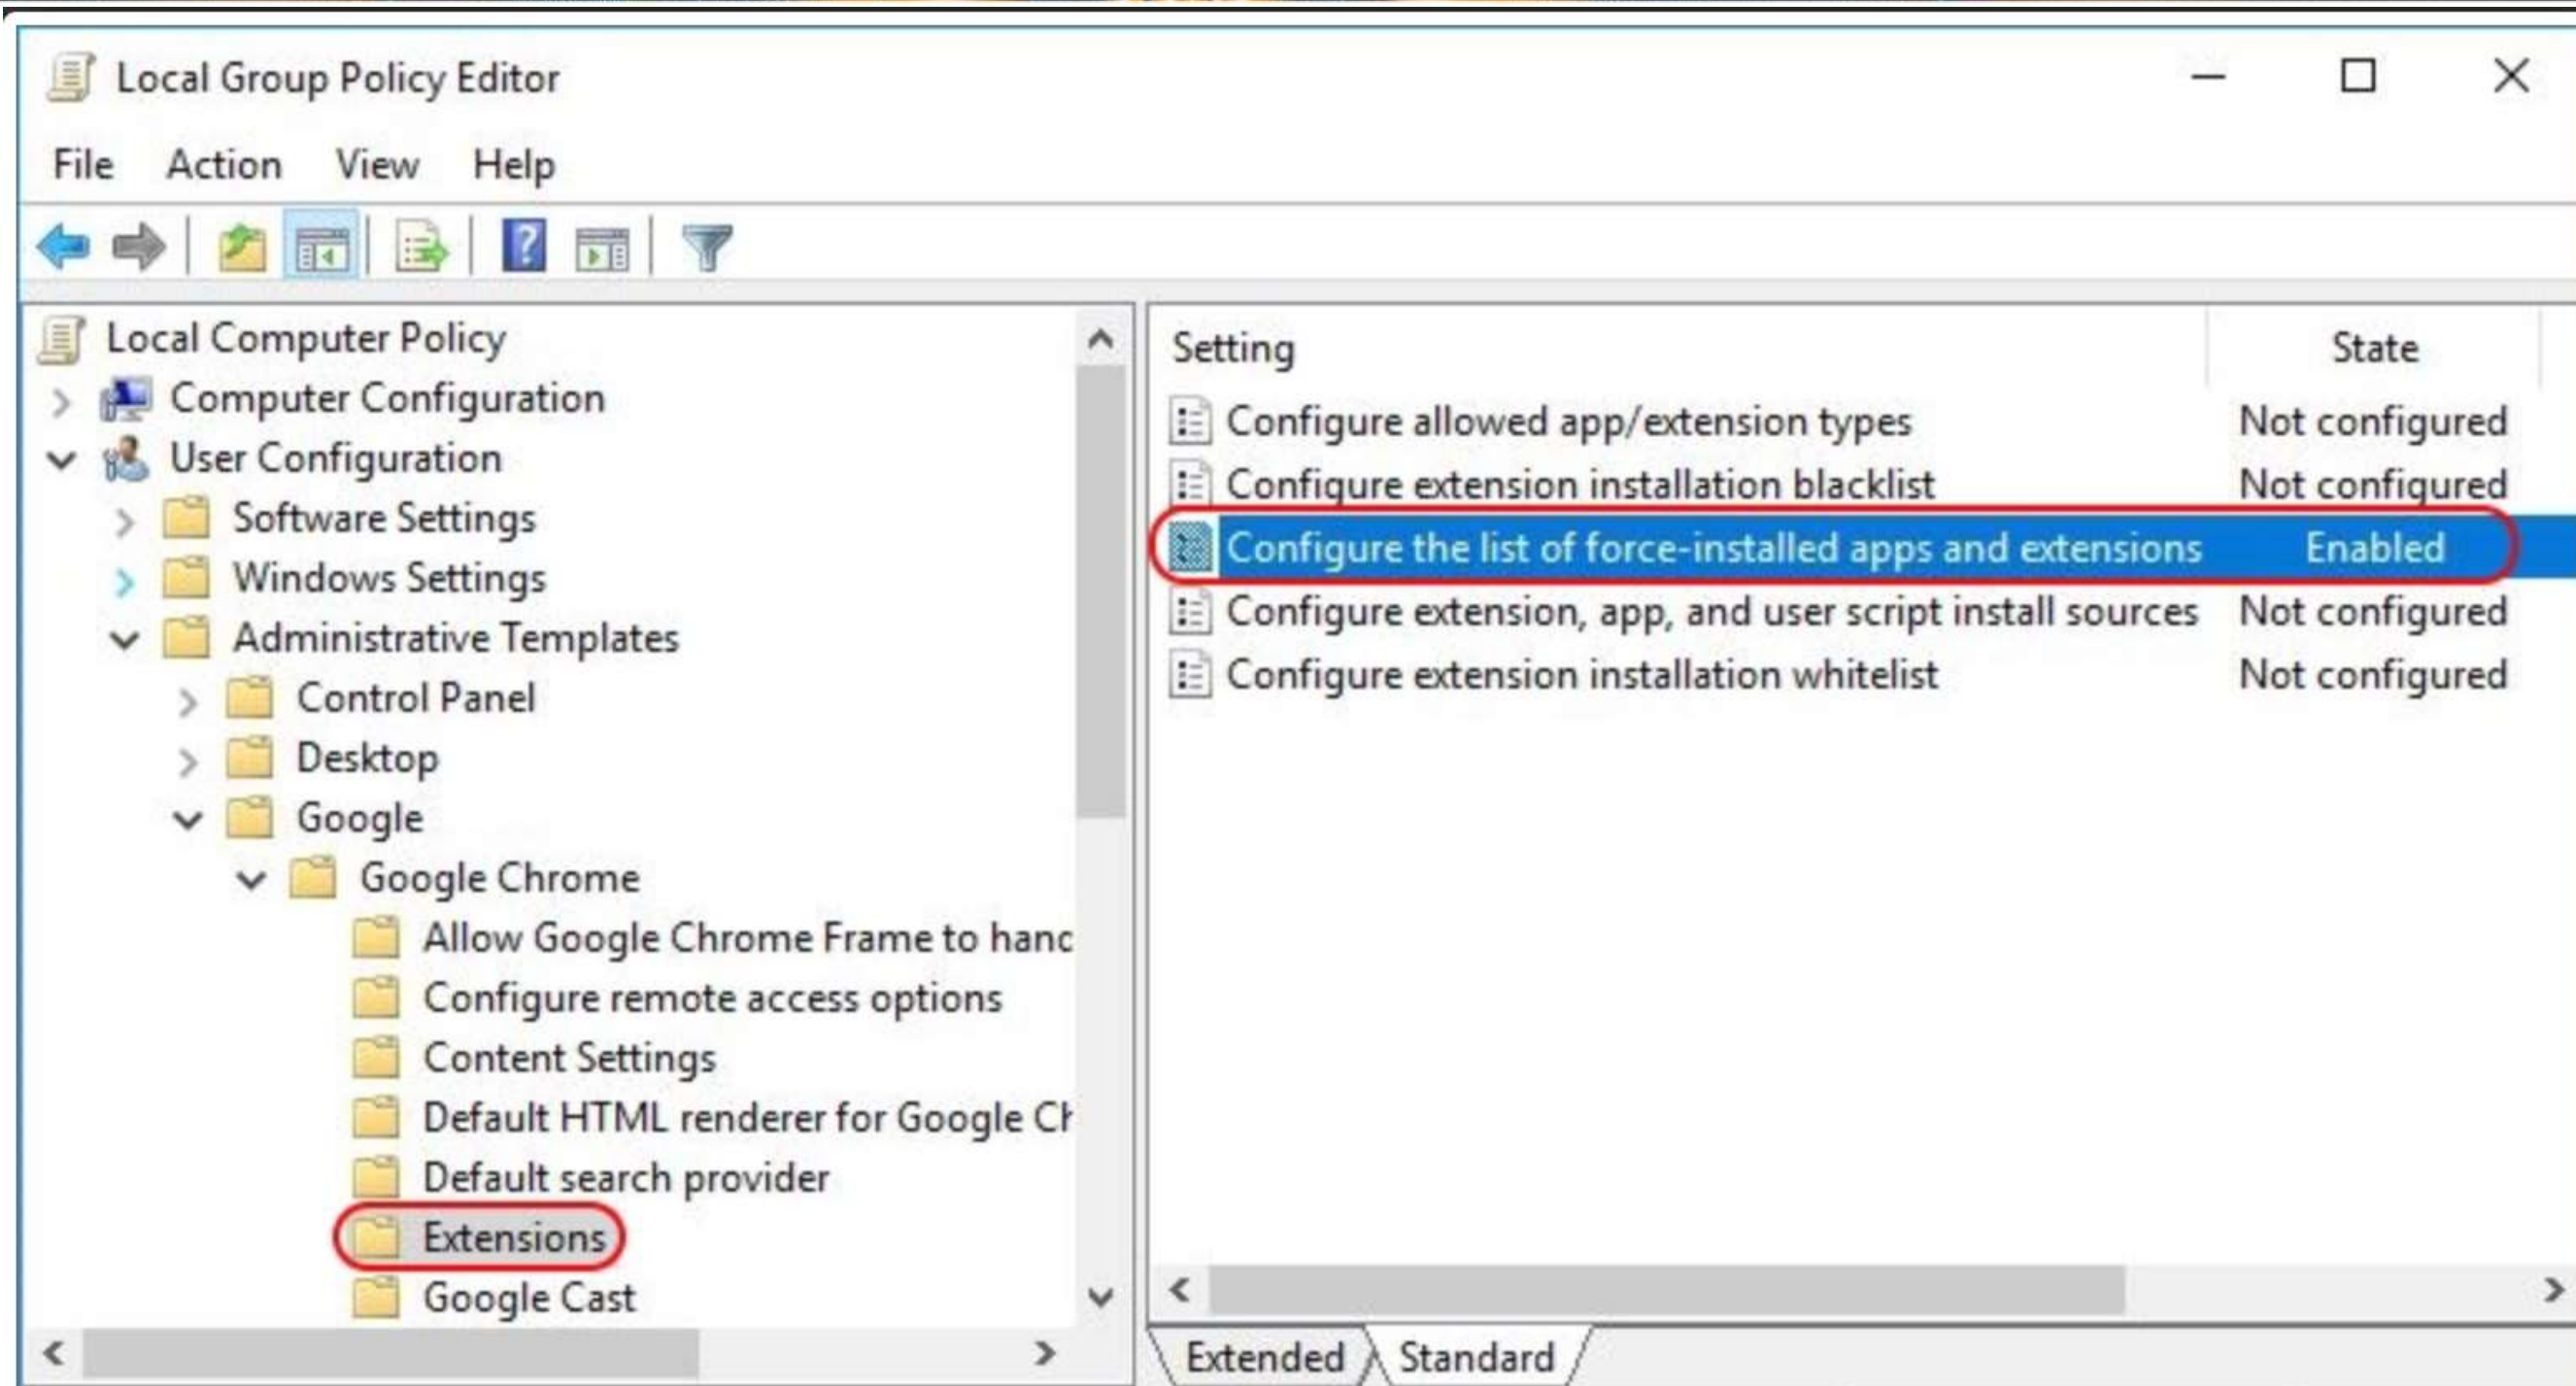 Local Group Policy Editor
File Action View Help
Local Computer Policy
Computer Configuration
User Configuration
Software Settings
Windows Settings
Administrative Templates
Control Panel
Desktop
Google
Google Chrome
Allow Google Chrome Frame to hand
Configure remote access options
Content Settings
Default HTML renderer for Google Ch
Default search provider
Extensions
Google Cast
Setting State
Configure allowed app/extension types Not configured
Configure extension installation blacklist Not configured
Configure the list of force-installed apps and extensions Enabled
Configure extension, app, and user script install sources Not configured
Configure extension installation whitelist Not configured
Extended Standard